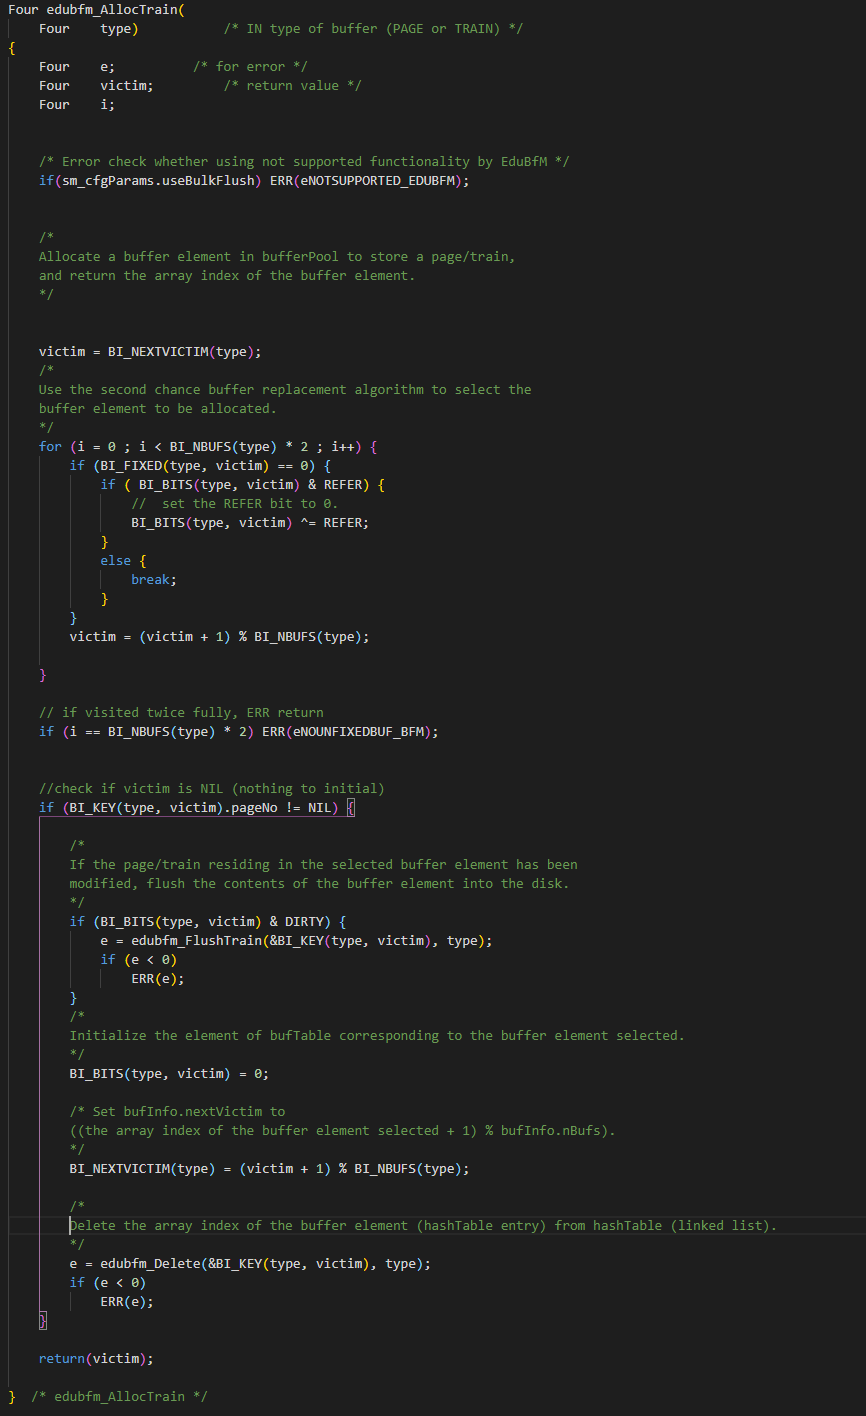 Four edubfm_AllocTrain(
    Four    type)           /* IN type of buffer (PAGE or TRAIN) */
{
    Four    e;          /* for error */
    Four    victim;         /* return value */
    Four    i;
    /* Error check whether using not supported functionality by EduBfM */
    if(sm_cfgParams.useBulkFlush) ERR(eNOTSUPPORTED_EDUBFM);
    /*
    Allocate a buffer element in bufferPool to store a page/train,
    and return the array index of the buffer element.
    */
    victim = BI_NEXTVICTIM(type);
    /*
    Use the second chance buffer replacement algorithm to select the
    buffer element to be allocated.
    */
    for (i = 0 ; i < BI_NBUFS(type) * 2 ; i++) {
        if (BI_FIXED(type, victim) == 0) {
            if ( BI_BITS(type, victim) & REFER) {
                //  set the REFER bit to 0.
                BI_BITS(type, victim) ^= REFER;
            }
            else {
                break;
            }
        }
        victim = (victim + 1) % BI_NBUFS(type);
    }
    // if visited twice fully, ERR return
    if (i == BI_NBUFS(type) * 2) ERR(eNOUNFIXEDBUF_BFM);
    //check if victim is NIL (nothing to initial)
    if (BI_KEY(type, victim).pageNo != NIL) {
        /*
        If the page/train residing in the selected buffer element has been
        modified, flush the contents of the buffer element into the disk.
        */
        if (BI_BITS(type, victim) & DIRTY) {
            e = edubfm_FlushTrain(&BI_KEY(type, victim), type);
            if (e < 0)
                ERR(e);
        }
        /*
        Initialize the element of bufTable corresponding to the buffer element selected.
        */
        BI_BITS(type, victim) = 0;
        /* Set bufInfo.nextVictim to
        ((the array index of the buffer element selected + 1) % bufInfo.nBufs).
        */
        BI_NEXTVICTIM(type) = (victim + 1) % BI_NBUFS(type);
        /*
        Delete the array index of the buffer element (hashTable entry) from hashTable (linked list).
        */
        e = edubfm_Delete(&BI_KEY(type, victim), type);
        if (e < 0)
            ERR(e);
    }
    return(victim);
}  /* edubfm_AllocTrain */